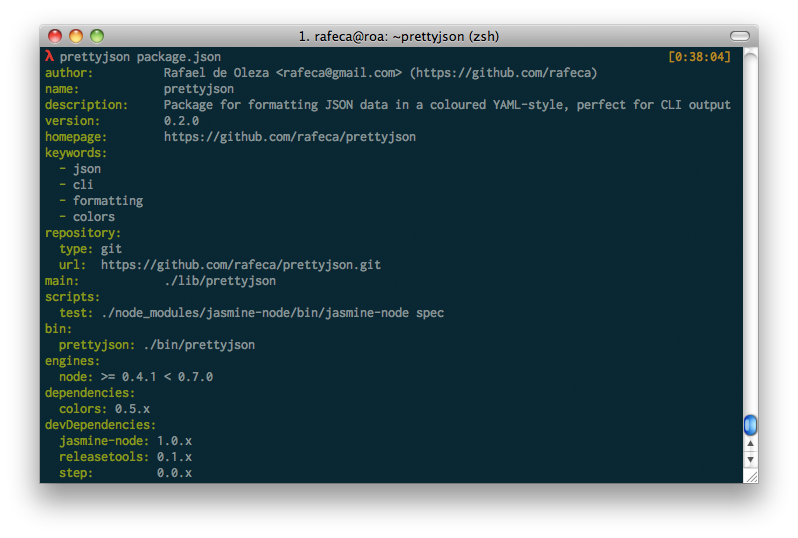 1. rafeca@roa: ~prettyjson (zsh)
λ prettyjson package.json [0:38:04]
author: Rafael de Oleza <rafeca@gmail.com> (https://github.com/rafeca)
name: prettyjson
description: Package for formatting JSON data in a coloured YAML-style, perfect for CLI output
version: 0.2.0
homepage: https://github.com/rafeca/prettyjson
keywords:
- json
- cli
- formatting
- colors
repository:
type: git
url: https://github.com/rafeca/prettyjson.git
main: ./lib/prettyjson
scripts:
test: ./node_modules/jasmine-node/bin/jasmine-node spec
bin:
prettyjson: ./bin/prettyjson
engines:
node: >= 0.4.1 < 0.7.0
dependencies:
colors: 0.5.x
devDependencies:
jasmine-node: 1.0.x
releasetools: 0.1.x
step: 0.0.x